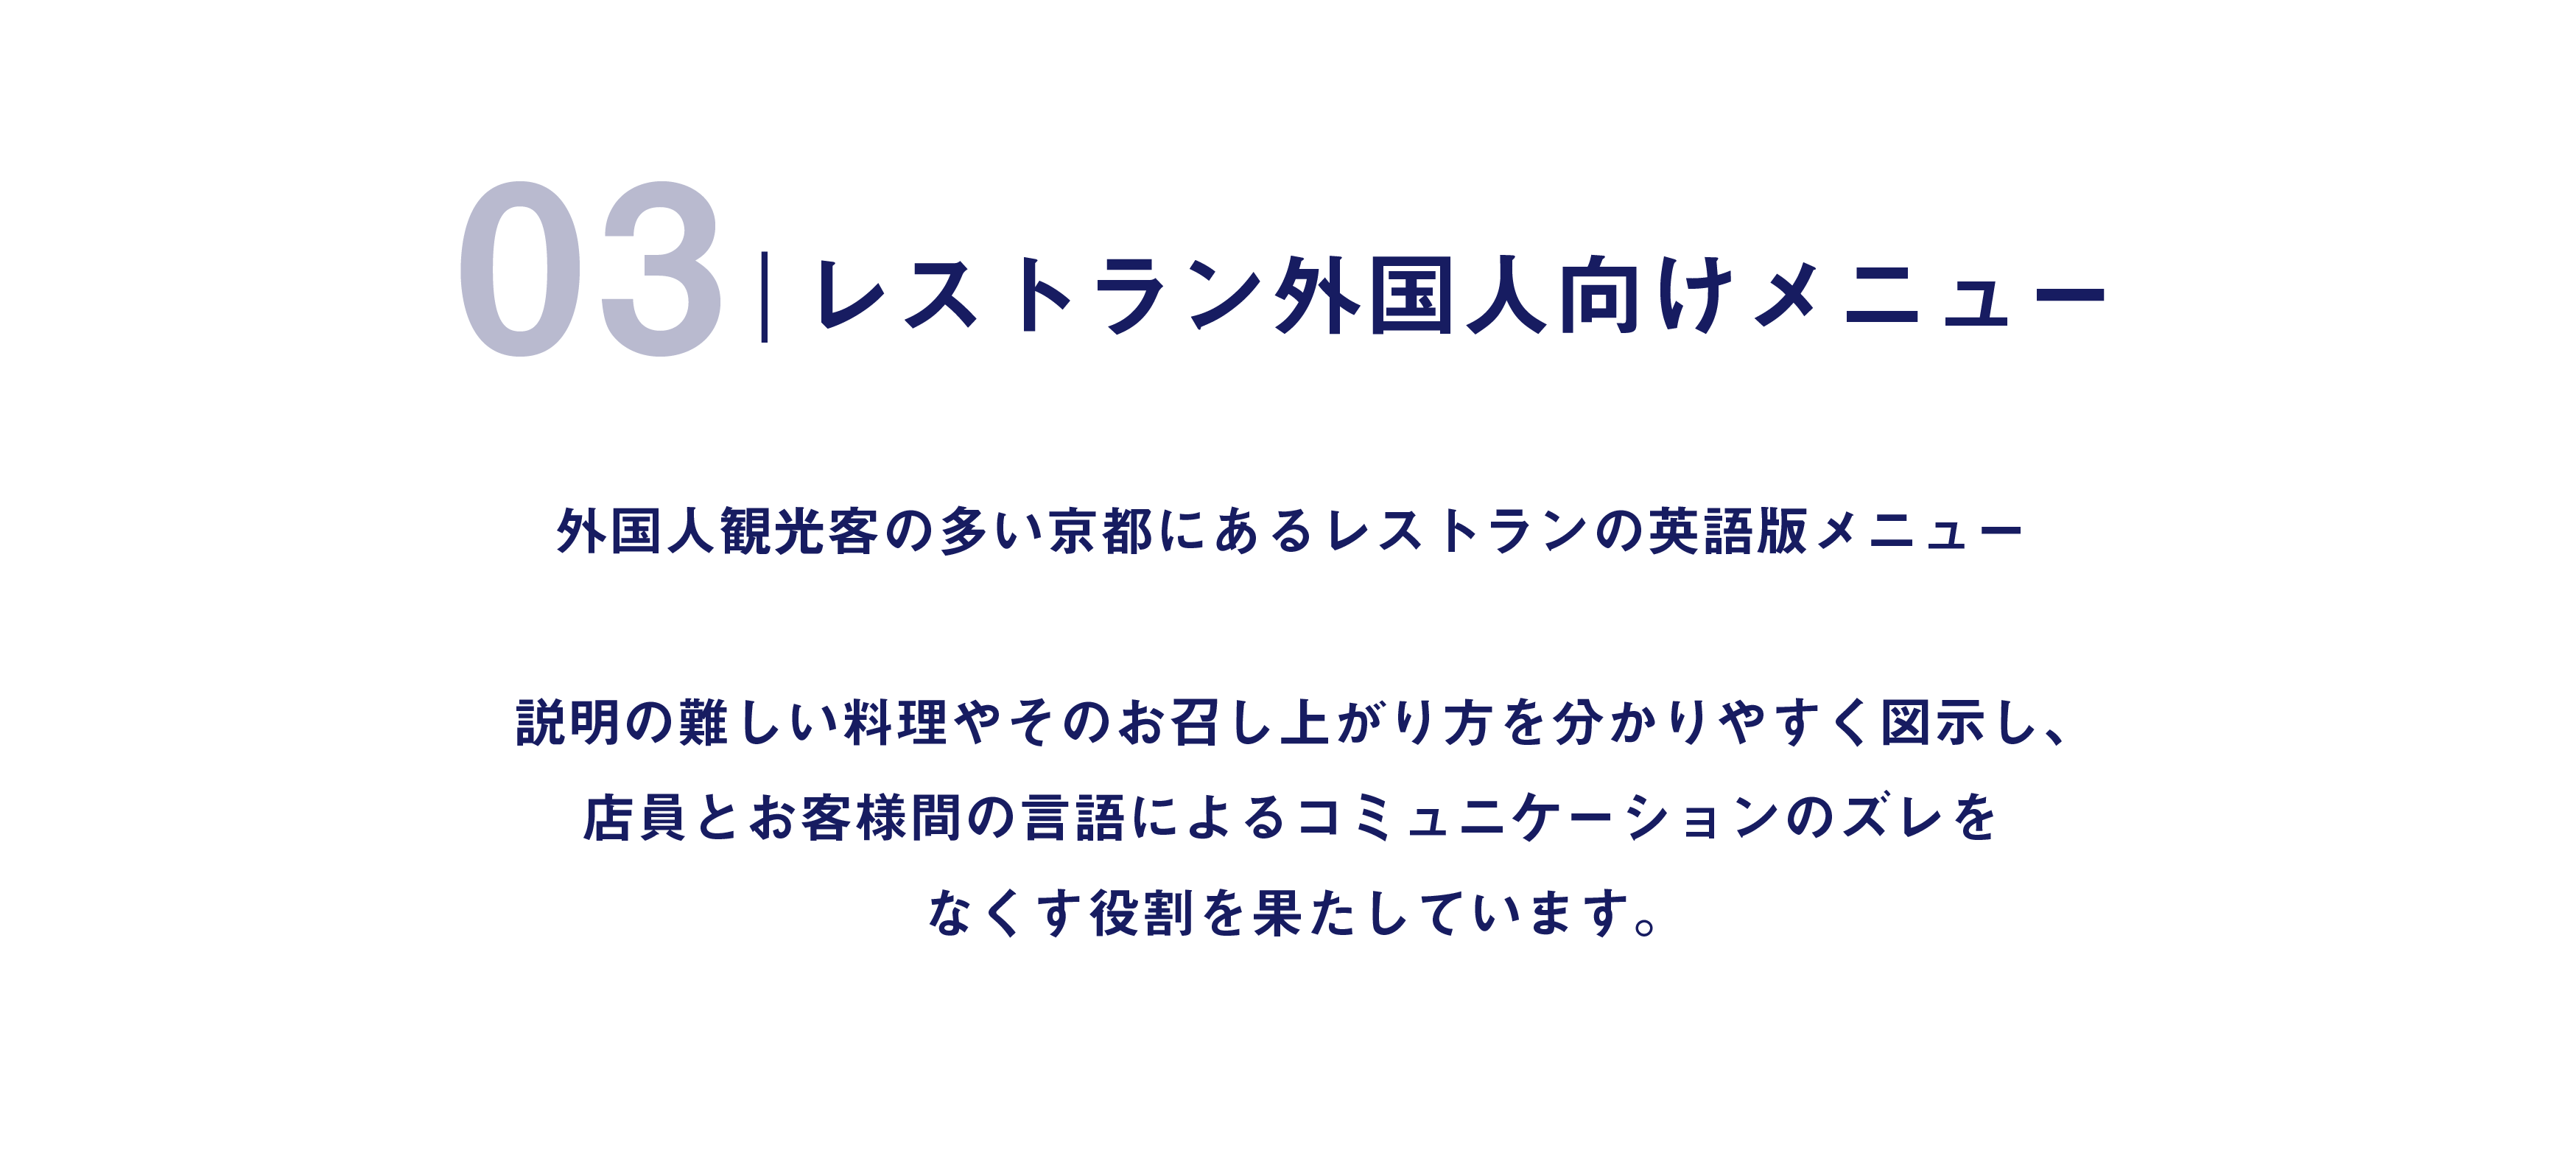 03 | レストラン外国人向けメニュー
外国人観光客の多い京都にあるレストランの英語版メニュー
説明の難しい料理やそのお召し上がり方を分かりやすく図示し、
店員とお客様間の言語によるコミュニケーションのズレを
なくす役割を果たしています。